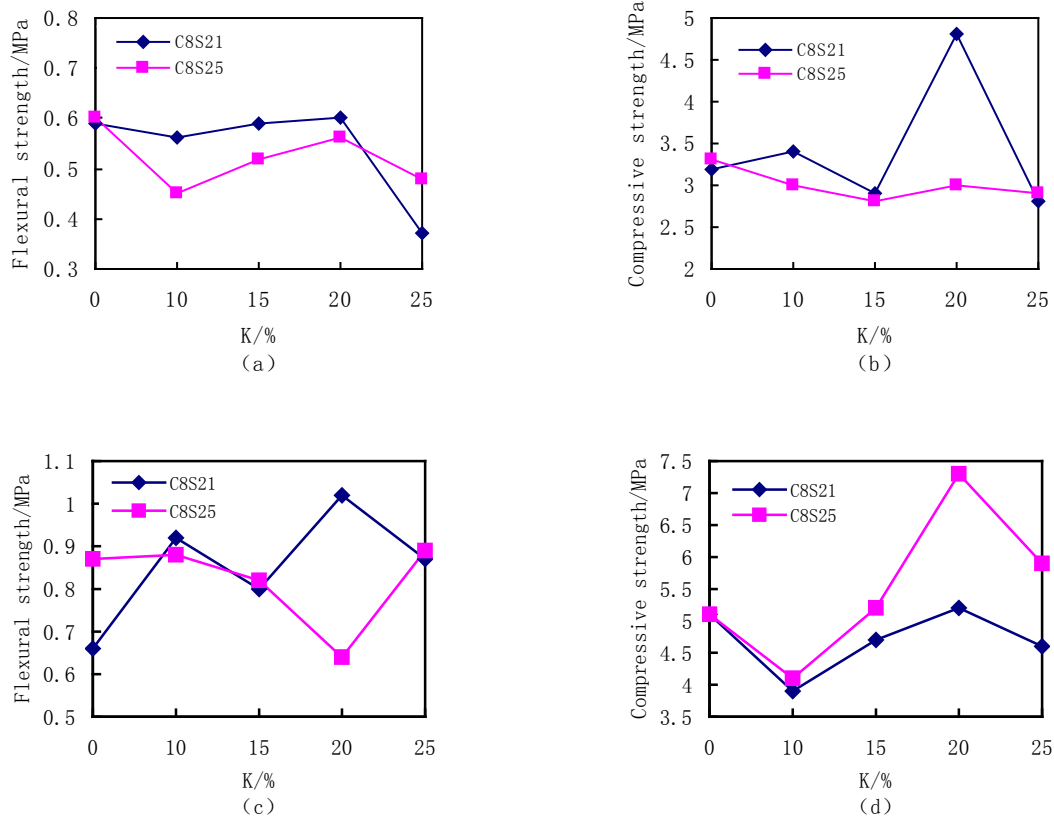 Flexural strength/MPa
0.8
0.7
0.6
0.5
0.4
0.3
C8S21
C8S25
0 10 15 20 25
K/%
(a)
Compressive strength/MPa
5
4.5
4
3.5
3
2.5
2
C8S21
C8S25
0 10 15 20 25
K/%
(b)
Flexural strength/MPa
1.1
1
0.9
0.8
0.7
0.6
0.5
C8S21
C8S25
0 10 15 20 25
K/%
(c)
Compressive strength/MPa
7.5
7
6.5
6
5.5
5
4.5
4
3.5
C8S21
C8S25
0 10 15 20 25
K/%
(d)